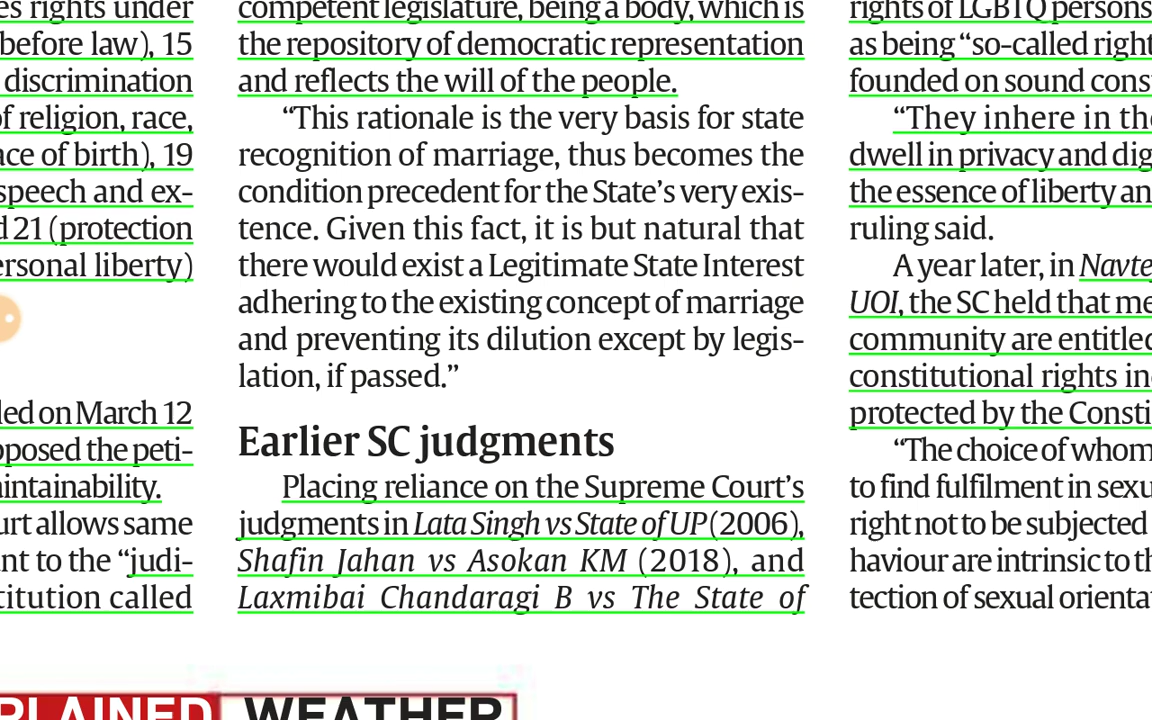 es rights under
(before law), 15
discrimination
of religion, race,
ace of birth), 19
speech and ex-
d 21 (protection
ersonal liberty)
led on March 12
pposed the peti-
aintainability.
urt allows same
nt to the “judi-
titution called
competent legislature, being a body, which is
the repository of democratic representation
and reflects the will of the people.
“This rationale is the very basis for state
recognition of marriage, thus becomes the
condition precedent for the State’s very exis-
tence. Given this fact, it is but natural that
there would exist a Legitimate State Interest
adhering to the existing concept of marriage
and preventing its dilution except by legis-
lation, if passed.”
Earlier SC judgments
Placing reliance on the Supreme Court’s
judgments in Lata Singh vs State of UP (2006),
Shafin Jahan vs Asokan KM (2018), and
Laxmibai Chandaragi B vs The State of
rights of LGBTQ persons
as being “so-called right
founded on sound cons
“They inhere in th
dwell in privacy and dig
the essence of liberty an
ruling said.
A year later, in Navte
UOI, the SC held that me
community are entitled
constitutional rights in
protected by the Consti
“The choice of whom
to find fulfilment in sexu
right not to be subjected
haviour are intrinsic to th
tection of sexual orienta
PLAINED WEATHER